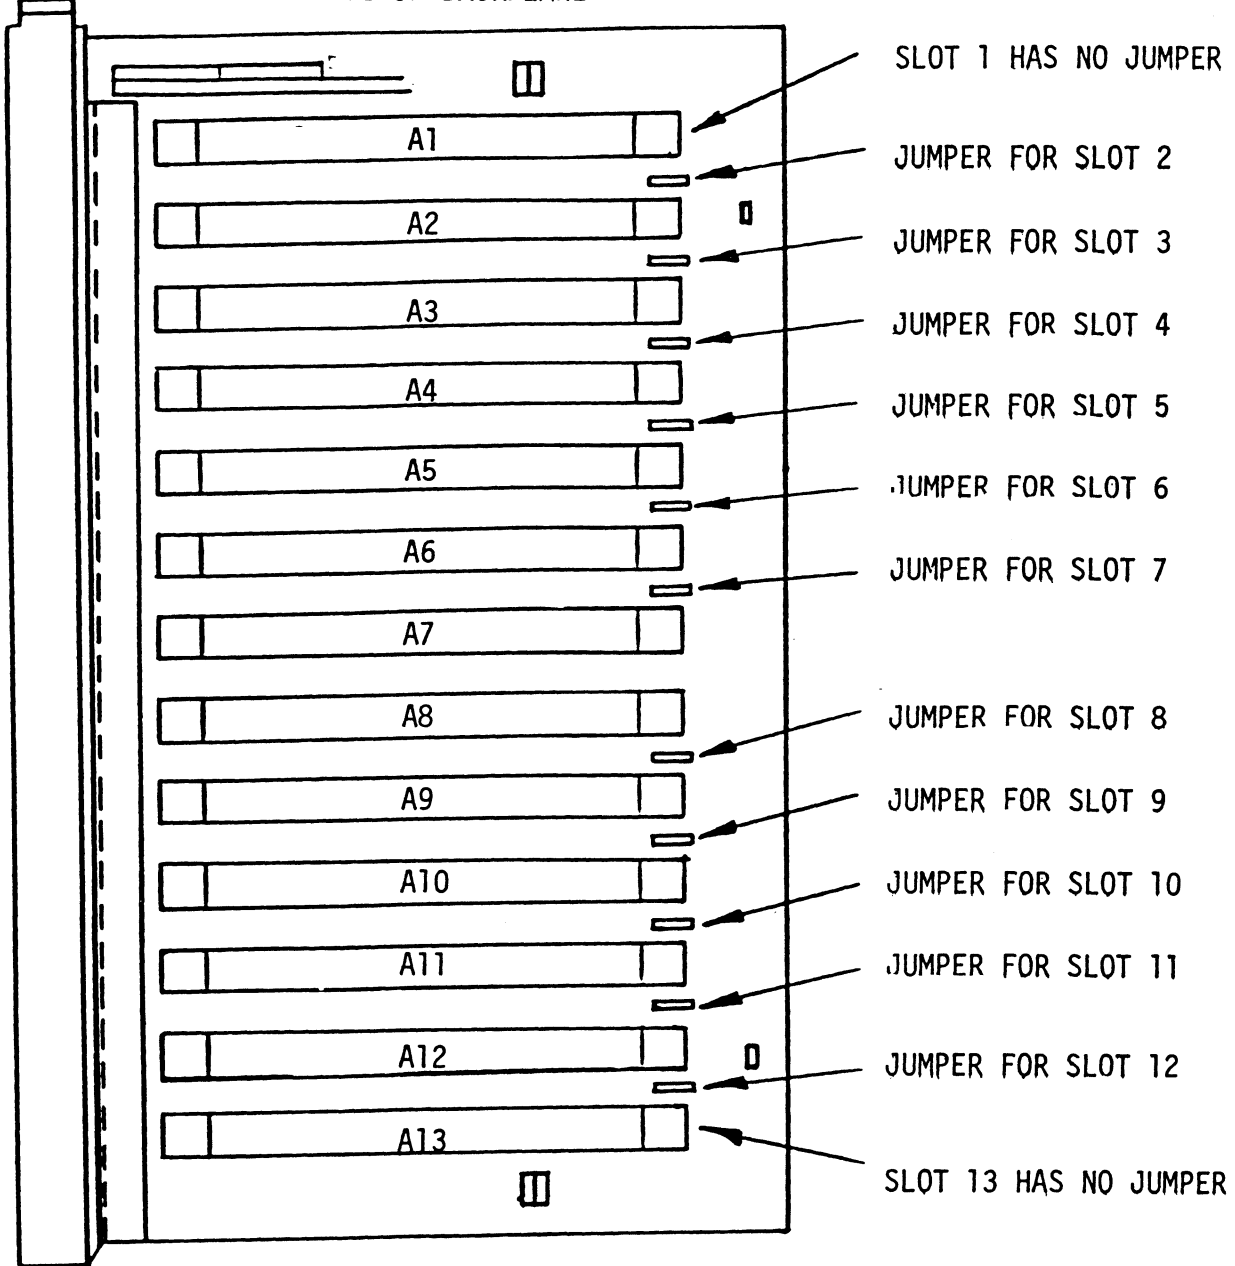 SLOT 1 HAS NO JUMPER
A1
JUMPER FOR SLOT 2
A2
JUMPER FOR SLOT 3
A3
JUMPER FOR SLOT 4
A4
JUMPER FOR SLOT 5
A5
JUMPER FOR SLOT 6
A6
JUMPER FOR SLOT 7
A7
A8
JUMPER FOR SLOT 8
A9
JUMPER FOR SLOT 9
A10
JUMPER FOR SLOT 10
A11
JUMPER FOR SLOT 11
A12
JUMPER FOR SLOT 12
A13
SLOT 13 HAS NO JUMPER